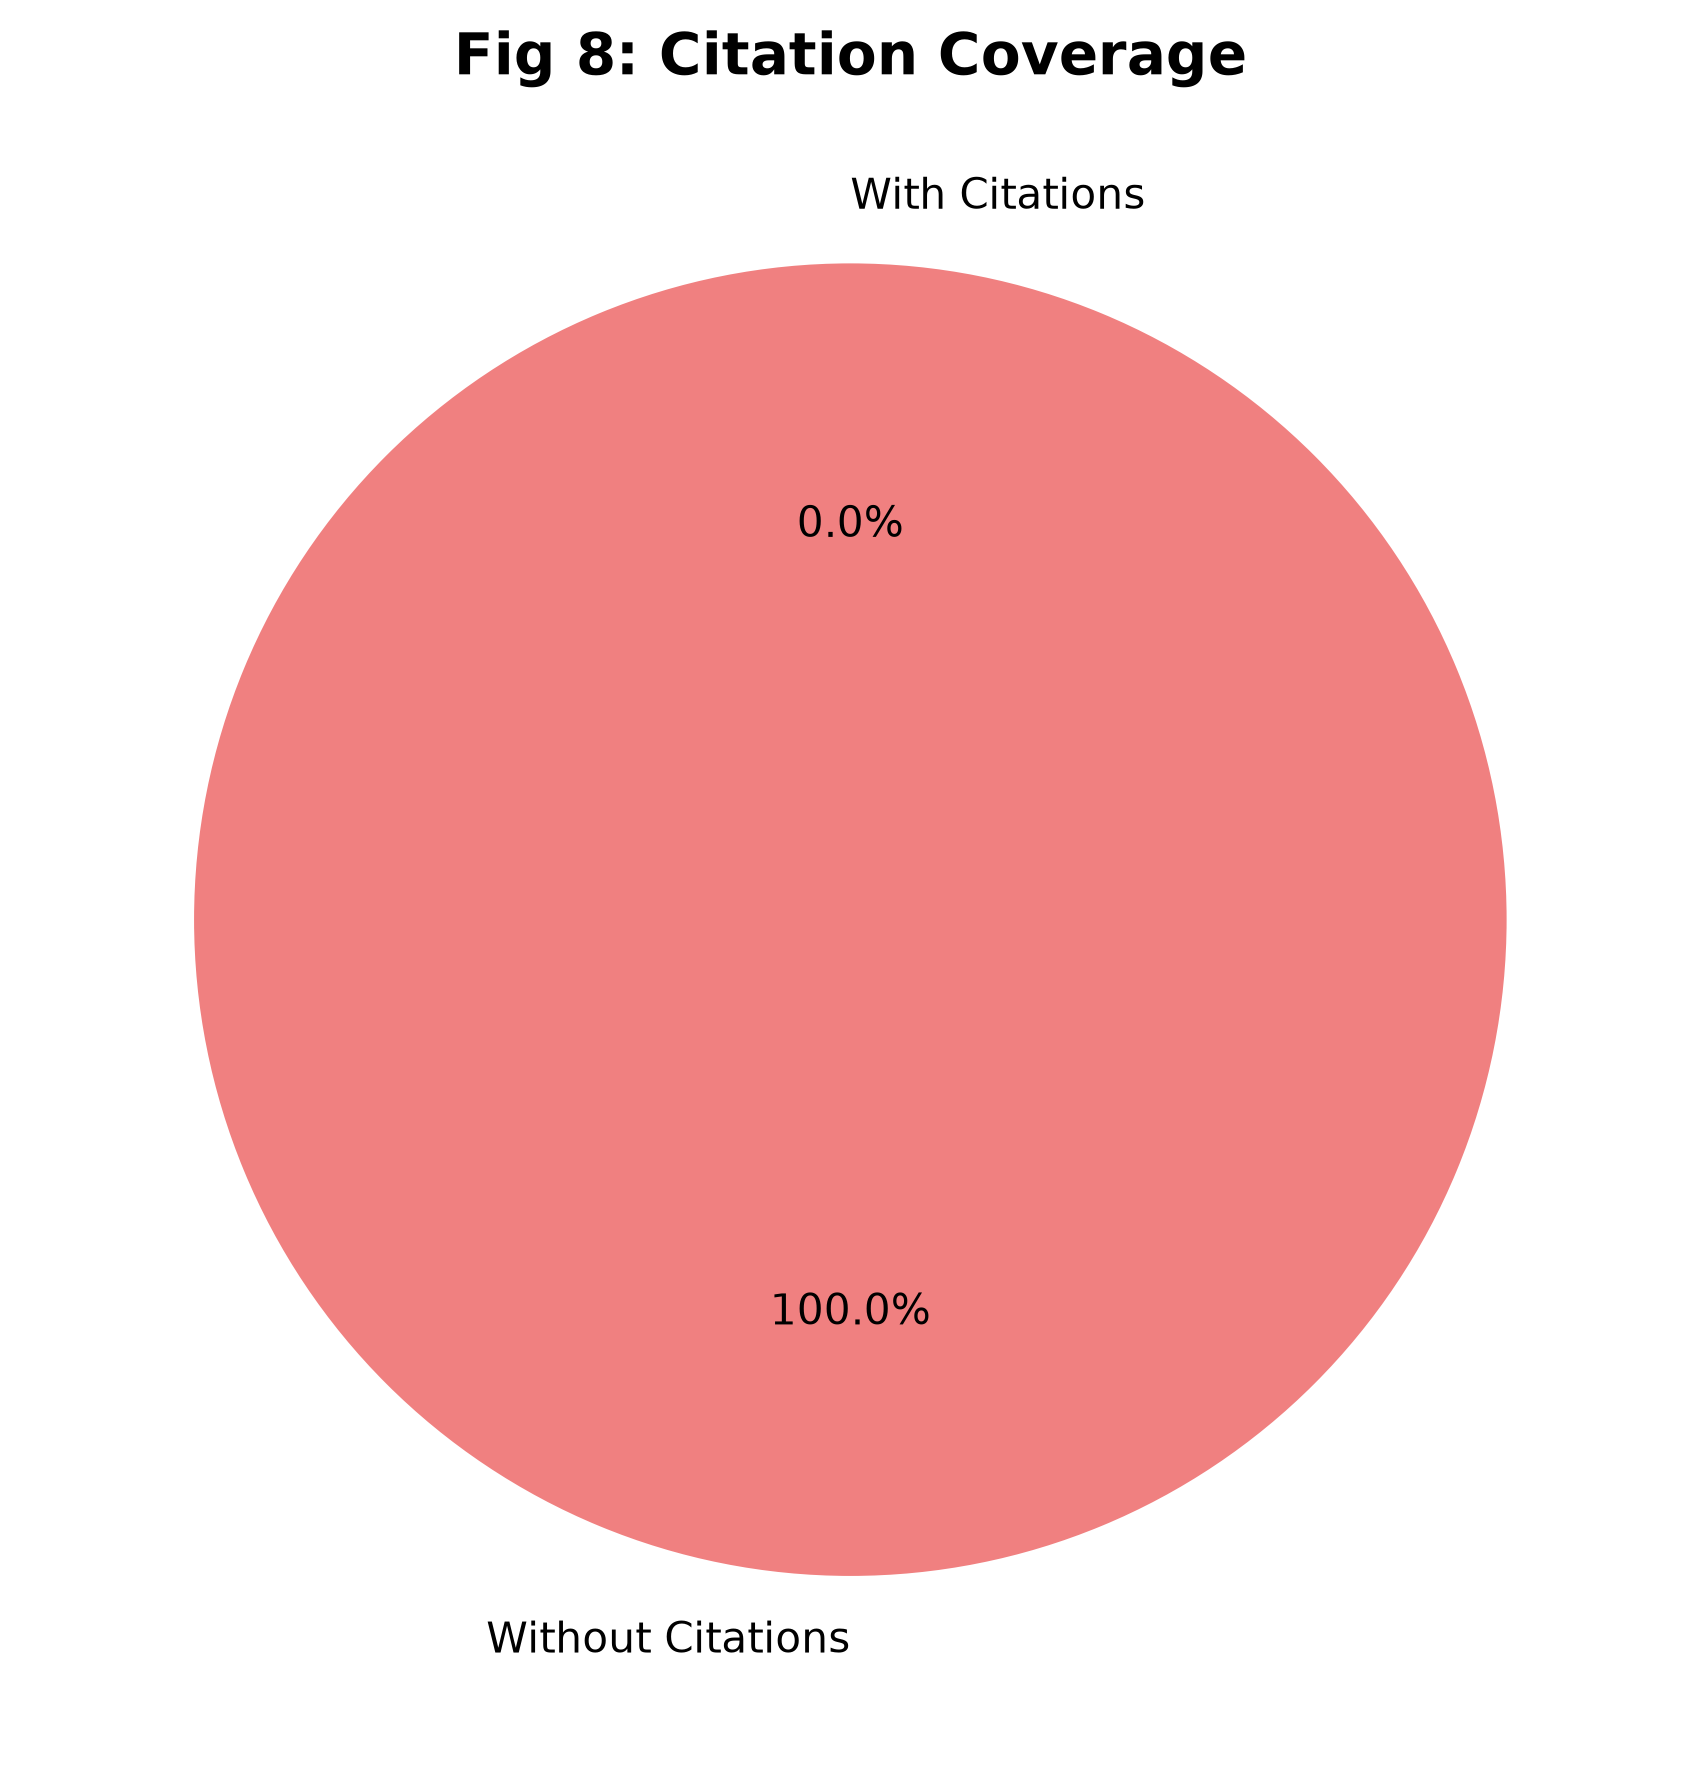 Fig 8: Citation Coverage
With Citations
0.0%
100.0%
Without Citations